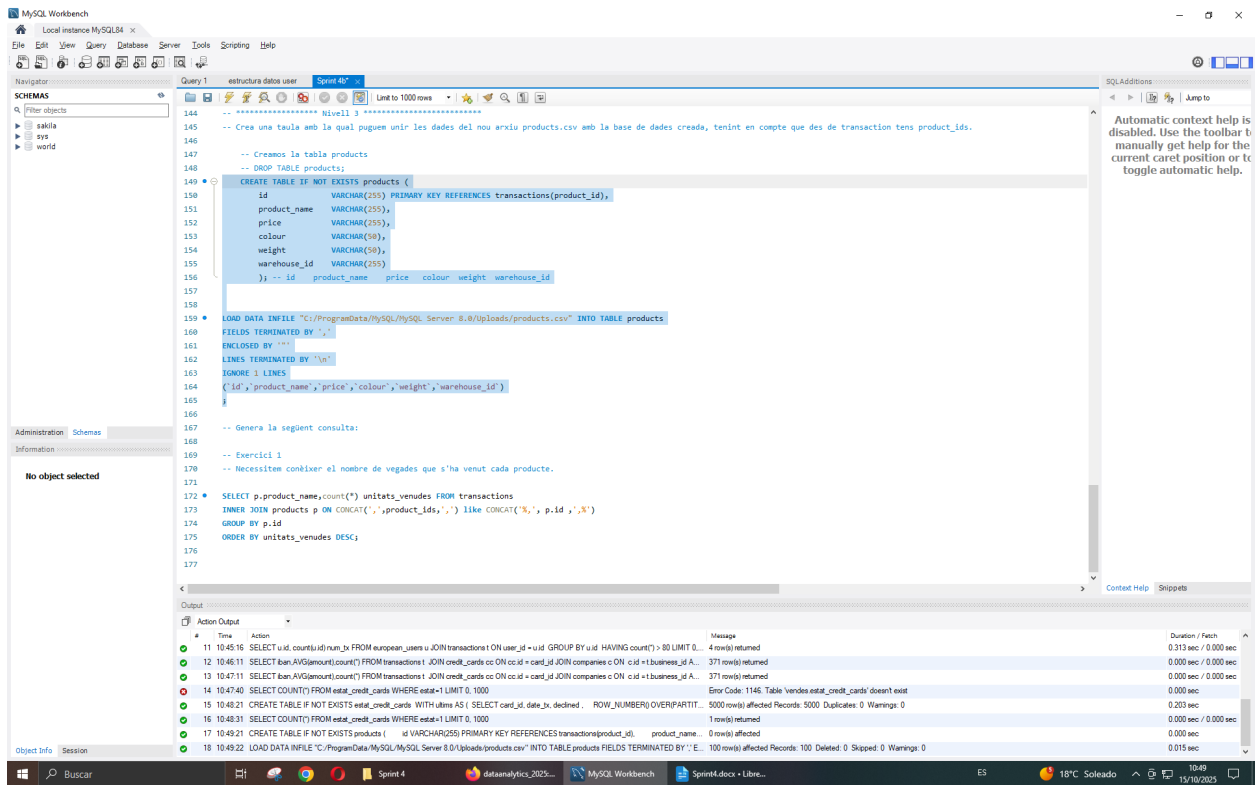 MySQL Workbench
Local instance MySQL84 ×
File Edit View Query Database Server Tools Scripting Help
Navigator
SCHEMAS
Filter objects
sakila
sys
world
Administration Schemas
Information
No object selected
Object Info Session
Query 1 estructura datos user Sprint 4b* ×
Limit to 1000 rows
144 -- ***************** Nivell 3 *************************
145 -- Crea una taula amb la qual puguem unir les dades del nou arxiu products.csv amb la base de dades creada, tenint en compte que des de transaction tens product_ids.
146
147 -- Creamos la tabla products
148 -- DROP TABLE products;
149 CREATE TABLE IF NOT EXISTS products (
150 id VARCHAR(255) PRIMARY KEY REFERENCES transactions(product_id),
151 product_name VARCHAR(255),
152 price VARCHAR(255),
153 colour VARCHAR(50),
154 weight VARCHAR(50),
155 warehouse_id VARCHAR(255)
156 ); -- id product_name price colour weight warehouse_id
157
158
159 LOAD DATA INFILE "C:/ProgramData/MySQL/MySQL Server 8.0/Uploads/products.csv" INTO TABLE products
160 FIELDS TERMINATED BY ','
161 ENCLOSED BY '"'
162 LINES TERMINATED BY '\n'
163 IGNORE 1 LINES
164 (`id`,`product_name`,`price`,`colour`,`weight`,`warehouse_id`)
165 ;
166
167 -- Genera la següent consulta:
168
169 -- Exercici 1
170 -- Necessitem conèixer el nombre de vegades que s'ha venut cada producte.
171
172 SELECT p.product_name,count(*) unitats_venudes FROM transactions
173 INNER JOIN products p ON CONCAT(',',product_ids,',') like CONCAT('%,', p.id ,',%')
174 GROUP BY p.id
175 ORDER BY unitats_venudes DESC;
176
177
SQLAdditions
Jump to
Automatic context help is
disabled. Use the toolbar t
manually get help for the
current caret position or to
toggle automatic help.
Context Help Snippets
Output
Action Output
# Time Action Message Duration / Fetch
11 10:45:16 SELECT u.id, count(u.id) num_tx FROM european_users u JOIN transactions t ON user_id = u.id GROUP BY u.id HAVING count(*) > 80 LIMIT 0,... 4 row(s) returned 0.313 sec / 0.000 sec
12 10:46:11 SELECT iban,AVG(amount),count(*) FROM transactions t JOIN credit_cards cc ON cc.id = card_id JOIN companies c ON c.id = t.business_id A... 371 row(s) returned 0.000 sec / 0.000 sec
13 10:47:11 SELECT iban,AVG(amount),count(*) FROM transactions t JOIN credit_cards cc ON cc.id = card_id JOIN companies c ON c.id = t.business_id A... 371 row(s) returned 0.000 sec / 0.000 sec
14 10:47:40 SELECT COUNT(*) FROM estat_credit_cards WHERE estat=1 LIMIT 0, 1000 Error Code: 1146. Table 'vendes.estat_credit_cards' doesn't exist 0.000 sec
15 10:48:21 CREATE TABLE IF NOT EXISTS estat_credit_cards WITH ultims AS ( SELECT card_id, date_tx, declined , ROW_NUMBER() OVER(PARTIT... 5000 row(s) affected Records: 5000 Duplicates: 0 Warnings: 0 0.203 sec
16 10:48:31 SELECT COUNT(*) FROM estat_credit_cards WHERE estat=1 LIMIT 0, 1000 1 row(s) returned 0.000 sec / 0.000 sec
17 10:49:21 CREATE TABLE IF NOT EXISTS products ( id VARCHAR(255) PRIMARY KEY REFERENCES transactions(product_id), product_name... 0 row(s) affected 0.000 sec
18 10:49:22 LOAD DATA INFILE "C:/ProgramData/MySQL/MySQL Server 8.0/Uploads/products.csv" INTO TABLE products FIELDS TERMINATED BY ',' E... 100 row(s) affected Records: 100 Deleted: 0 Skipped: 0 Warnings: 0 0.015 sec
Buscar Sprint 4 dataanalytics_2025:... MySQL Workbench Sprint4.docx • Libre... ES 18°C Soleado 10:49
15/10/2025